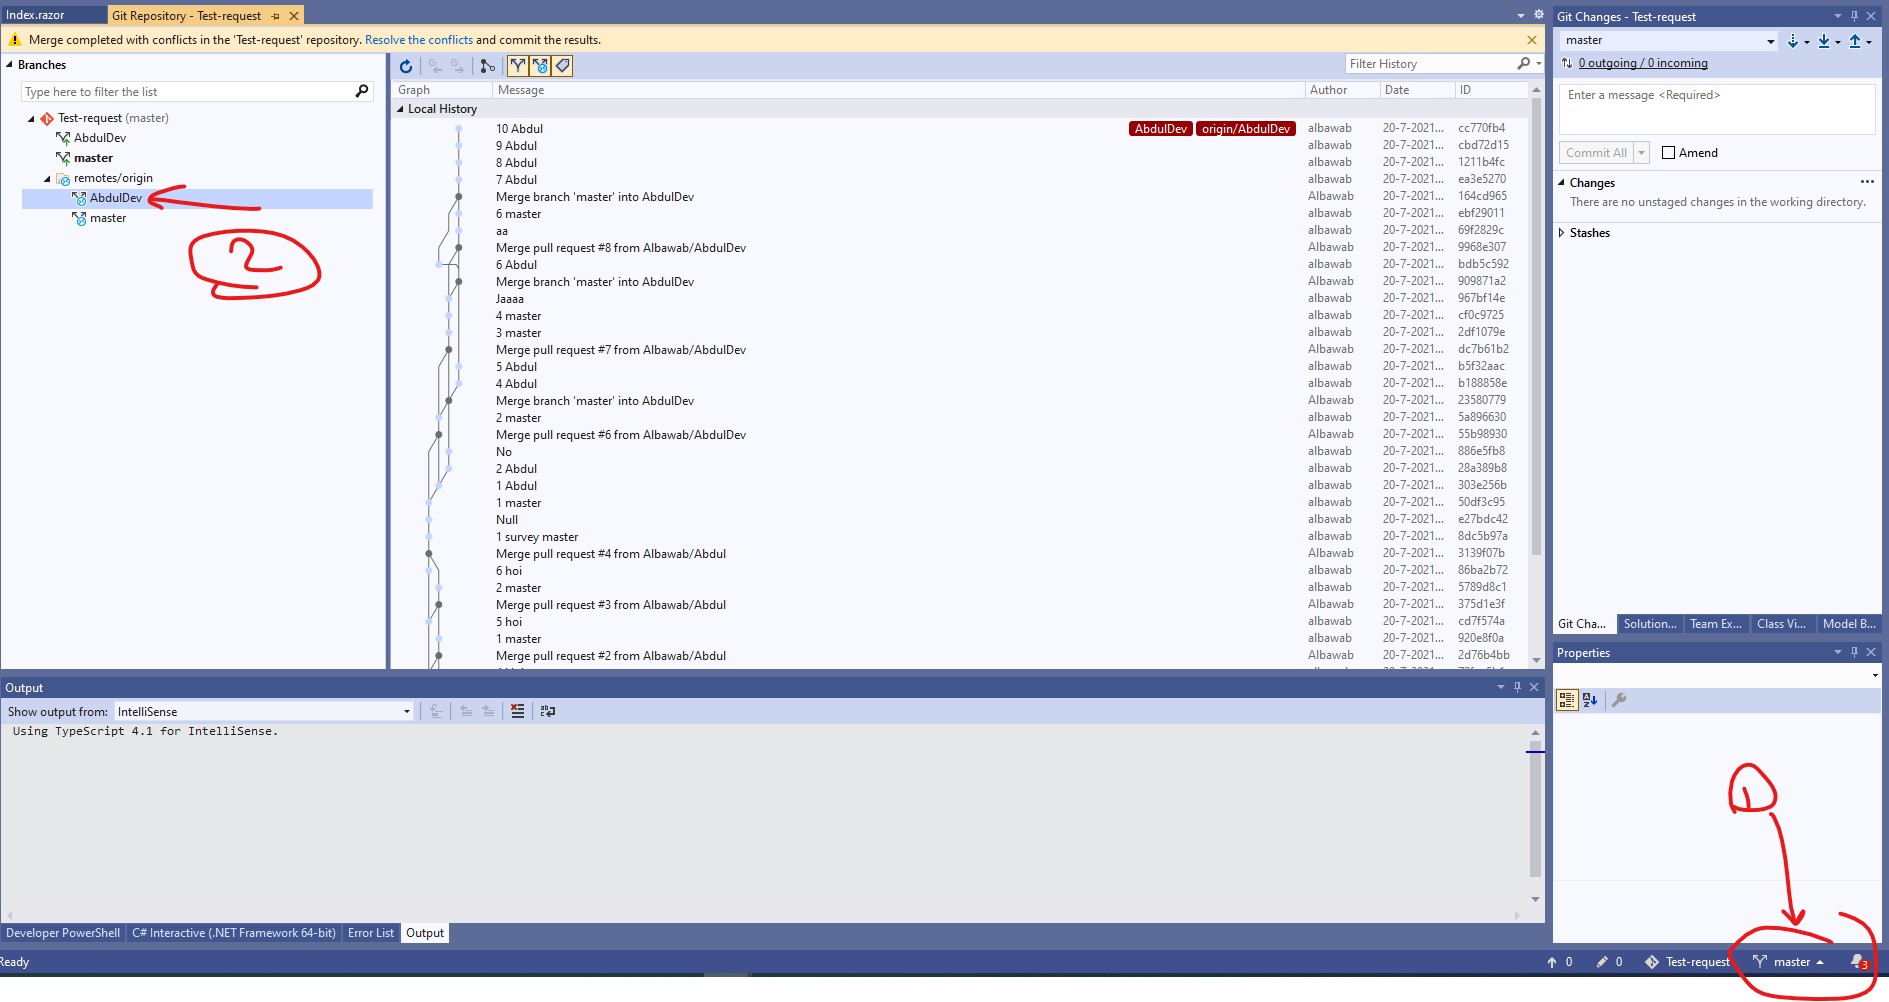 Index.razor
Git Repository - Test-request
Merge completed with conflicts in the 'Test-request' repository. Resolve the conflicts and commit the results.
Branches
Type here to filter the list
Test-request (master)
AbdulDev
master
remotes/origin
AbdulDev
master
2
Filter History
Graph Message Author Date ID
Local History
10 Abdul AbdulDev origin/AbdulDev albawab 20-7-2021... cc770fb4
9 Abdul albawab 20-7-2021... cbd72d15
8 Abdul albawab 20-7-2021... 1211b4fc
7 Abdul albawab 20-7-2021... ea3e5270
Merge branch 'master' into AbdulDev albawab 20-7-2021... 164cd965
6 master albawab 20-7-2021... ebf29011
aa albawab 20-7-2021... 69f2829c
Merge pull request #8 from Albawab/AbdulDev Albawab 20-7-2021... 9968e307
6 Abdul albawab 20-7-2021... bdb5c592
Merge branch 'master' into AbdulDev Albawab 20-7-2021... 909871a2
Jaaaa albawab 20-7-2021... 967bf14e
4 master albawab 20-7-2021... cf0c9725
3 master albawab 20-7-2021... 2df1079e
Merge pull request #7 from Albawab/AbdulDev Albawab 20-7-2021... dc7b61b2
5 Abdul albawab 20-7-2021... b5f32aac
4 Abdul albawab 20-7-2021... b188858e
Merge branch 'master' into AbdulDev Albawab 20-7-2021... 23580779
2 master albawab 20-7-2021... 5a896630
Merge pull request #6 from Albawab/AbdulDev Albawab 20-7-2021... 55b98930
No albawab 20-7-2021... 886e5fb8
2 Abdul albawab 20-7-2021... 28a389b8
1 Abdul albawab 20-7-2021... 303e256b
1 master albawab 20-7-2021... 50df3c95
Null albawab 20-7-2021... e27bdc42
1 survey master albawab 20-7-2021... 8dc5b97a
Merge pull request #4 from Albawab/Abdul Albawab 20-7-2021... 3139f07b
6 hoi albawab 20-7-2021... 86ba2b72
2 master albawab 20-7-2021... 5789d8c1
Merge pull request #3 from Albawab/Abdul Albawab 20-7-2021... 375d1e3f
5 hoi albawab 20-7-2021... cd7f574a
1 master albawab 20-7-2021... 920e8f0a
Merge pull request #2 from Albawab/Abdul Albawab 20-7-2021... 2d76b4bb
Git Changes - Test-request
master
0 outgoing / 0 incoming
Enter a message <Required>
Commit All Amend
Changes
There are no unstaged changes in the working directory.
Stashes
Git Cha... Solution... Team Ex... Class Vi... Model B...
Properties
1
Output
Show output from: IntelliSense
Using TypeScript 4.1 for IntelliSense.
Developer PowerShell C# Interactive (.NET Framework 64-bit) Error List Output
Ready 0 0 Test-request master 3